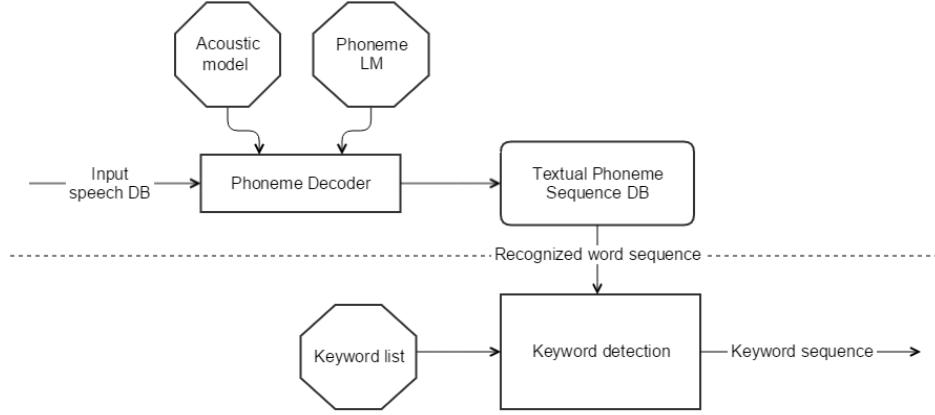 Acoustic
model
Phoneme
LM
Input
speech DB
Phoneme Decoder
Textual Phoneme
Sequence DB
Recognized word sequence
Keyword list
Keyword detection
Keyword sequence